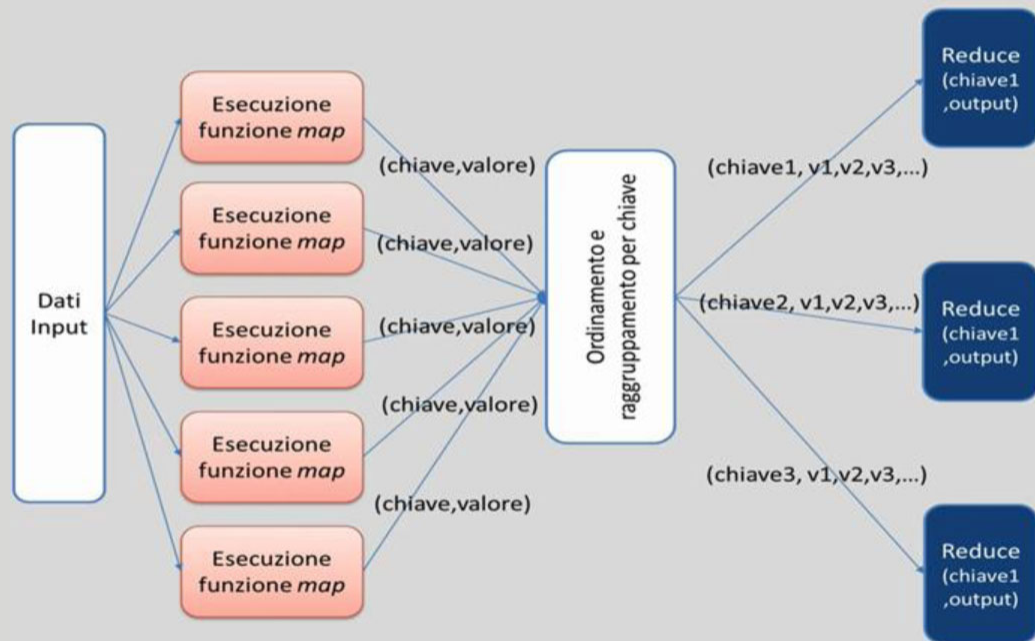 Dati
Input
Esecuzione
funzione map
Esecuzione
funzione map
Esecuzione
funzione map
Esecuzione
funzione map
Esecuzione
funzione map
(chiave,valore)
(chiave,valore)
(chiave,valore)
(chiave,valore)
(chiave,valore)
Ordinamento e
raggruppamento per chiave
(chiave1, v1,v2,v3,...)
(chiave2, v1,v2,v3,...)
(chiave3, v1,v2,v3,...)
Reduce
(chiave1
,output)
Reduce
(chiave1
,output)
Reduce
(chiave1
,output)